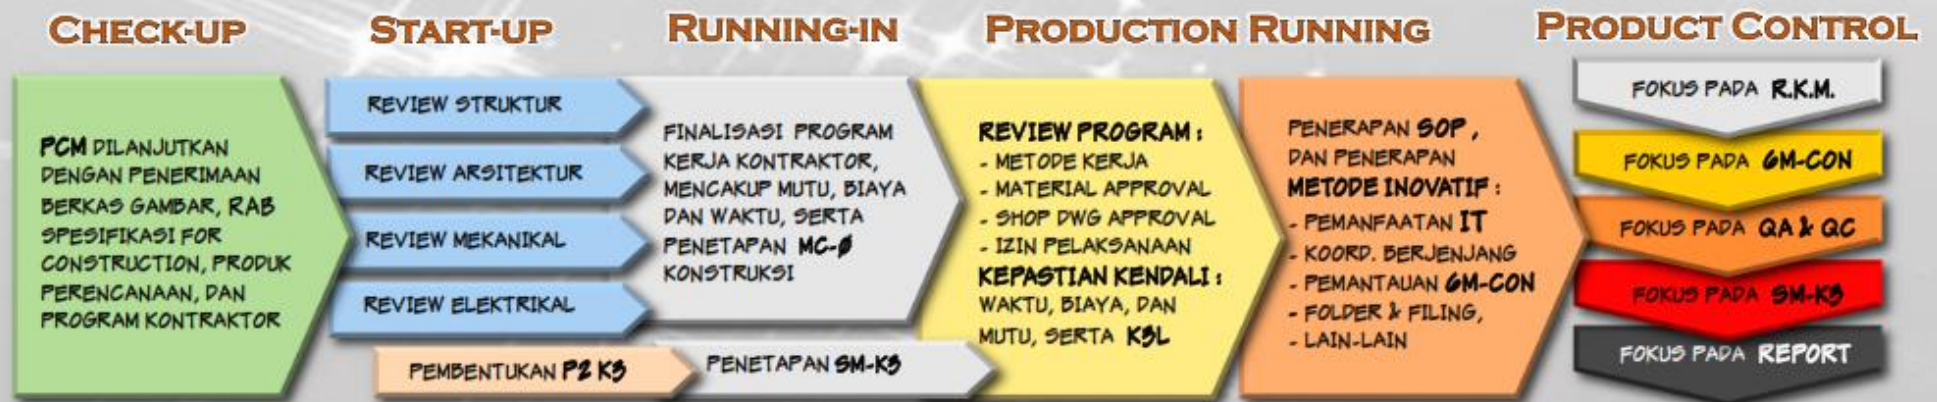 CHECK-UP
START-UP
RUNNING-IN
PRODUCTION RUNNING
PRODUCT CONTROL
PCM DILANJUTKAN
DENGAN PENERIMAAN
BERKAS GAMBAR, RAB
SPESIFIKASI FOR
CONSTRUCTION, PRODUK
PERENCANAAN, DAN
PROGRAM KONTRAKTOR
REVIEW STRUKTUR
REVIEW ARSITEKTUR
REVIEW MEKANIKAL
REVIEW ELEKTRIKAL
PEMBENTUKAN P2 K3
FINALISASI PROGRAM
KERJA KONTRAKTOR,
MENCAKUP MUTU, BIAYA
DAN WAKTU, SERTA
PENETAPAN MC-Ø
KONSTRUKSI
PENETAPAN SM-K3
REVIEW PROGRAM :
- METODE KERJA
- MATERIAL APPROVAL
- SHOP DWG APPROVAL
- IZIN PELAKSANAAN
KEPASTIAN KENDALI :
WAKTU, BIAYA, DAN
MUTU, SERTA K3L
PENERAPAN SOP ,
DAN PENERAPAN
METODE INOVATIF :
- PEMANFAATAN IT
- KOORD. BERJENJANG
- PEMANTAUAN 6M-CON
- FOLDER & FILING,
- LAIN-LAIN
FOKUS PADA R.K.M.
FOKUS PADA 6M-CON
FOKUS PADA QA & QC
FOKUS PADA SM-K3
FOKUS PADA REPORT